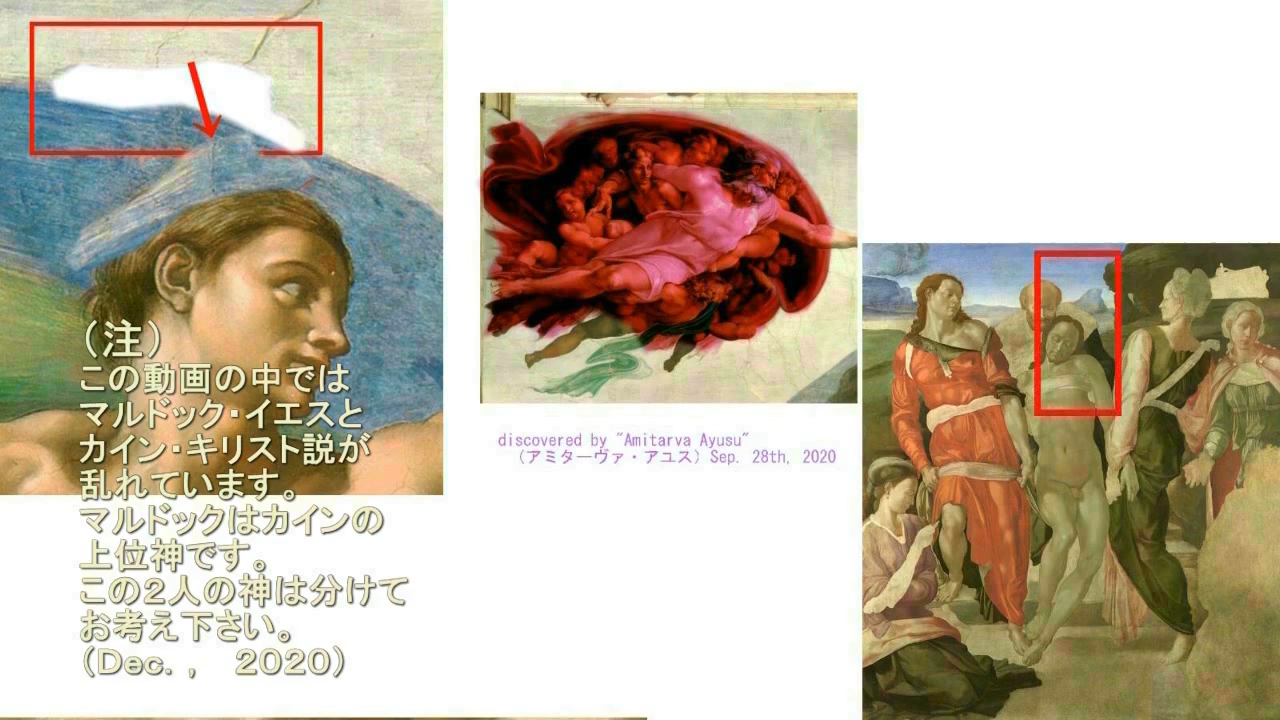 （注）
この動画の中では
マルドック・イエスと
カイン・キリスト説が
乱れています。
マルドックはカインの
上位神です。
この２人の神は分けて
お考え下さい。
（Dec.， 2020）
discovered by "Amitarva Ayusu"
（アミターヴァ・アユス）Sep. 28th, 2020